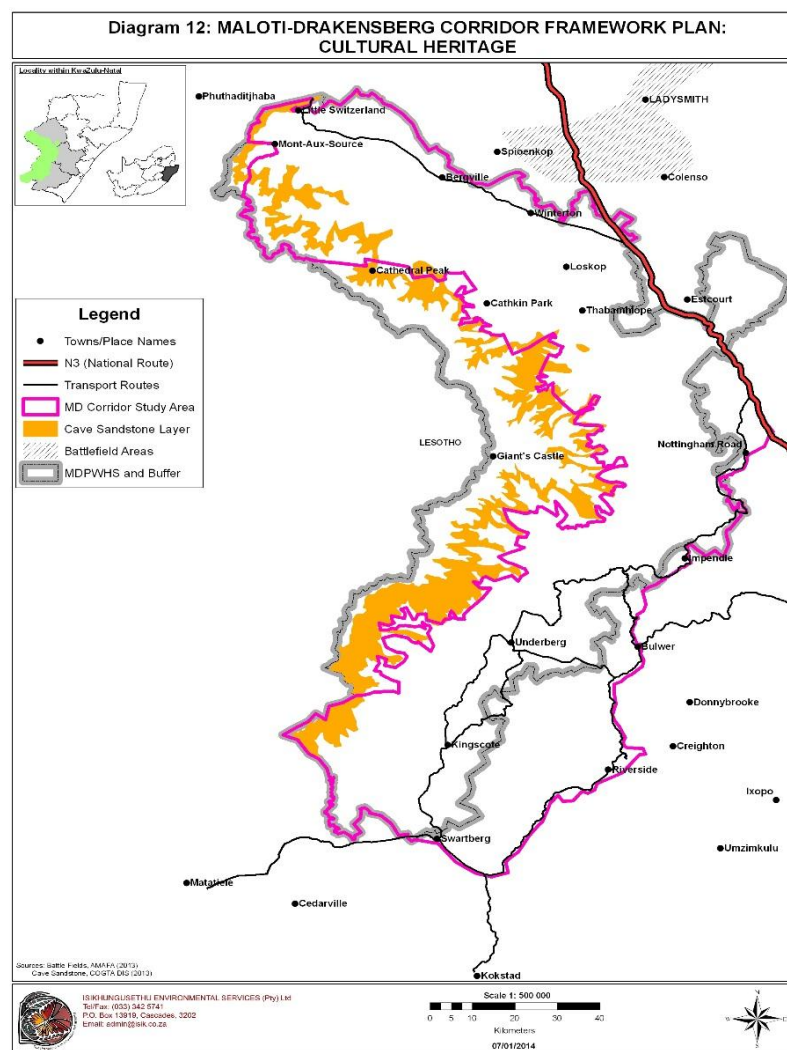 Diagram 12: MALOTI-DRAKENSBERG CORRIDOR FRAMEWORK PLAN:
CULTURAL HERITAGE
Locality within KwaZulu-Natal
Phuthaditjhaba
LADYSMITH
Little Switzerland
Mont-Aux-Source
Spioenkop
Bergville
Colenso
Winterton
Loskop
Cathedral Peak
Cathkin Park
Estcourt
Thabamhlope
Legend
Towns/Place Names
N3 (National Route)
Transport Routes
MD Corridor Study Area
Cave Sandstone Layer
Battlefield Areas
MDPWHS and Buffer
LESOTHO
Nottingham Road
Giant's Castle
Impendle
Underberg
Bulwer
Donnybrooke
Kingscote
Creighton
Riverside
Ixopo
Swartberg
Umzimkulu
Matatiele
Cedarville
Kokstad
Sources: Battle Fields, AMAFA (2013)
Cave Sandstone, COGTA DIS (2013)
ISIKHUNGUSETHU ENVIRONMENTAL SERVICES (Pty) Ltd
Tel/Fax: (033) 342 5741
P.O. Box 13919, Cascades, 3202
Email: admin@isik.co.za
Scale 1: 500 000
0 5 10 20 30 40
Kilometers
07/01/2014